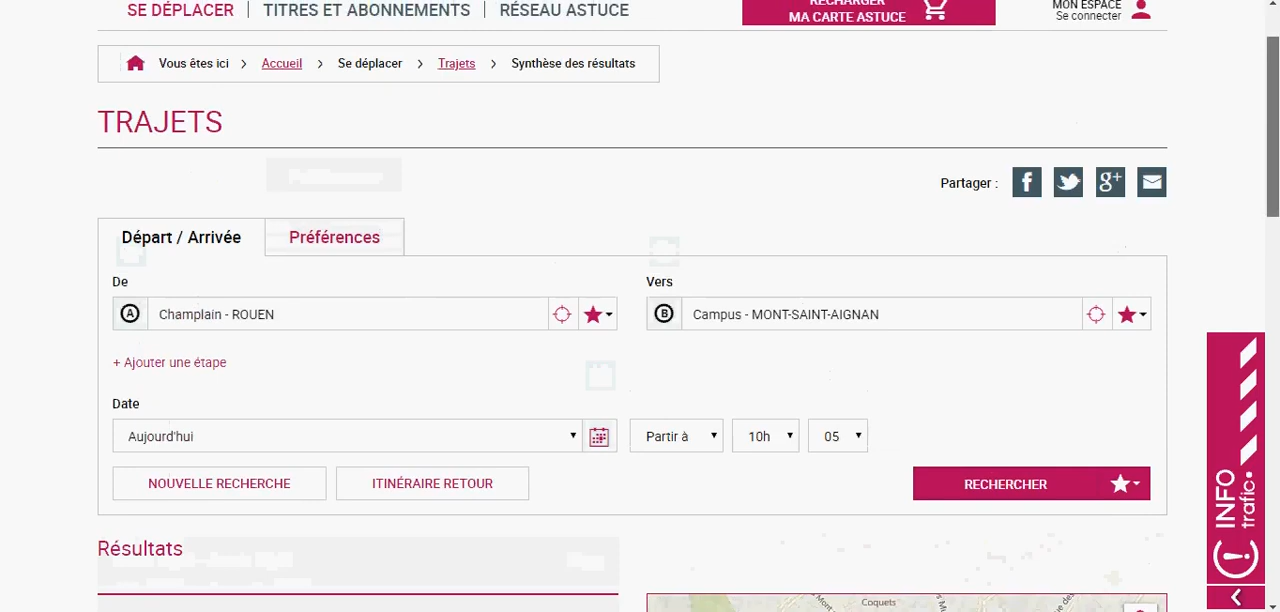 SE DÉPLACER | TITRES ET ABONNEMENTS | RÉSEAU ASTUCE
RECHARGER
MA CARTE ASTUCE
MON ESPACE
Se connecter
Vous êtes ici > Accueil > Se déplacer > Trajets > Synthèse des résultats
TRAJETS
Partager :
f g+
Départ / Arrivée
Préférences
De
Vers
A Champlain - ROUEN
B Campus - MONT-SAINT-AIGNAN
+ Ajouter une étape
Date
Aujourd'hui
Partir à
10h
05
NOUVELLE RECHERCHE
ITINÉRAIRE RETOUR
RECHERCHER
INFO
trafic
Résultats
Coquets